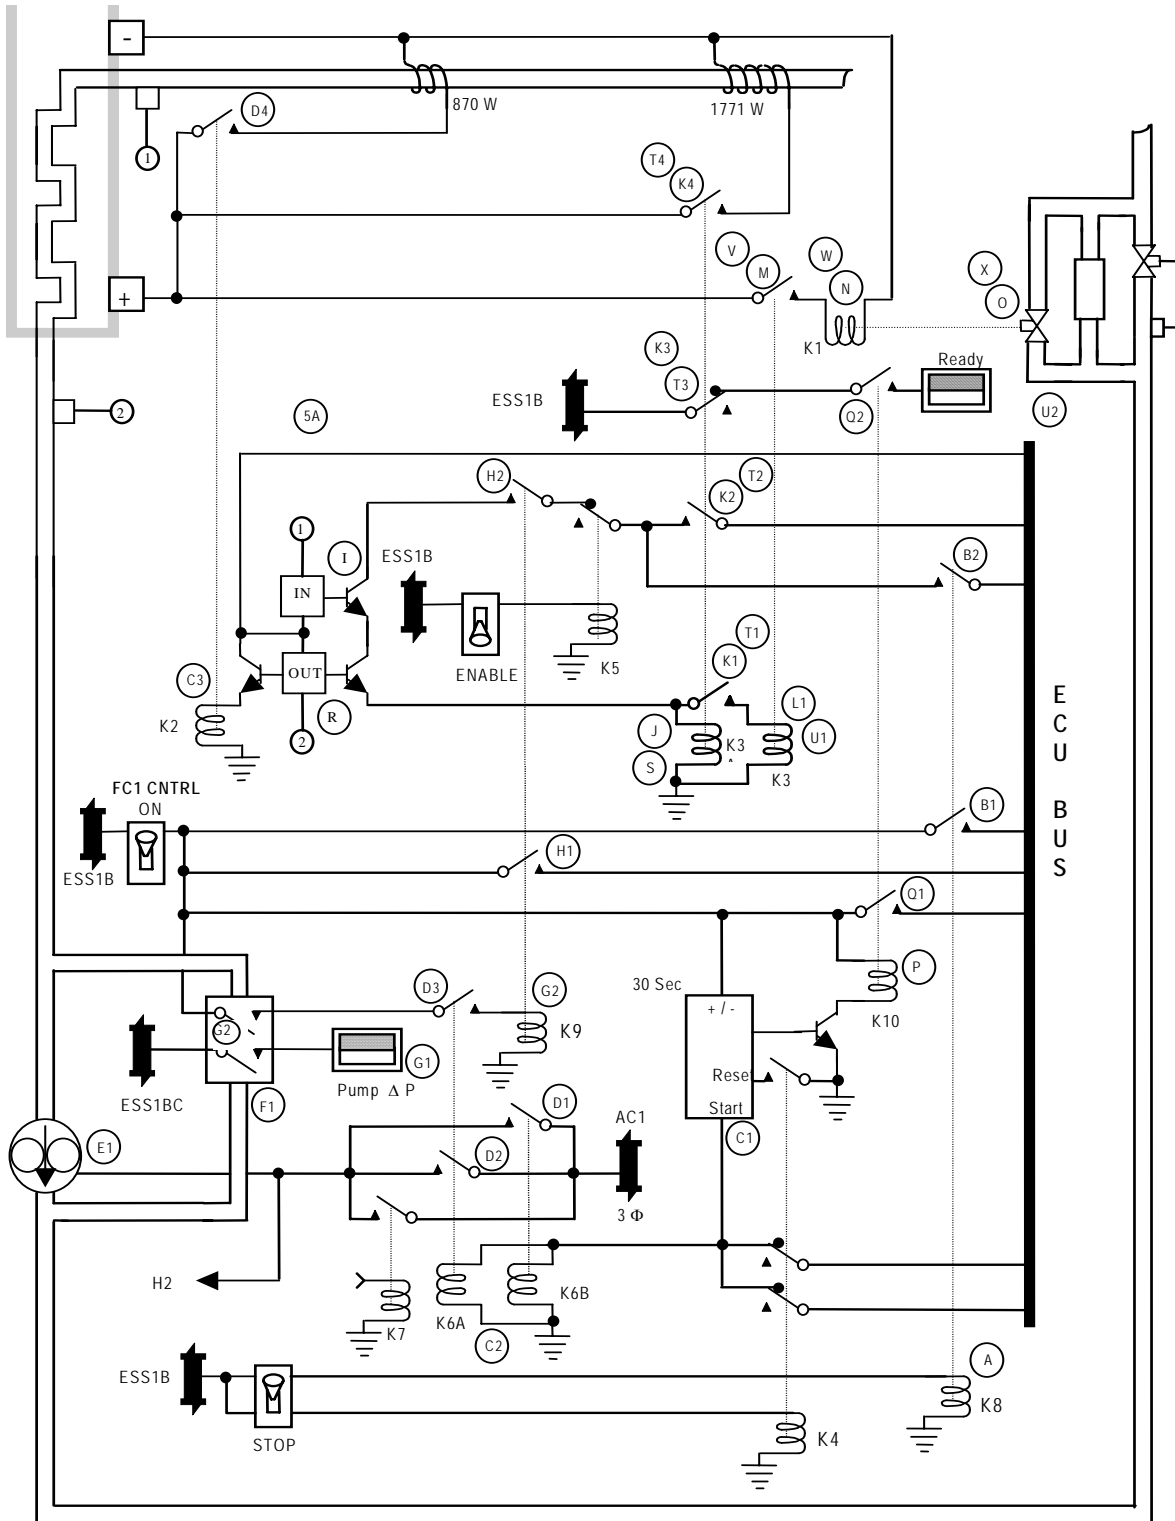 -
870 W
1771 W
D4
1
T4
K4
V
M
W
N
X
O
+
K1
K3
T3
Ready
ESS1B
Q2
U2
2
5A
H2
T2
K2
1
I
ESS1B
B2
IN
ENABLE
K5
T1
K1
C3
OUT
R
K2
2
L1
J
K3
U1
S
K3
E
C
U
B
U
S
FC1 CNTRL
ON
B1
ESS1B
H1
Q1
30 Sec
P
D3
G2
+ / -
K10
K9
G2
G1
Reset
ESS1BC
Pump Δ P
F1
Start
D1
AC1
C1
E1
D2
3 Φ
H2
K6B
K6A
K7
C2
ESS1B
A
K8
STOP
K4